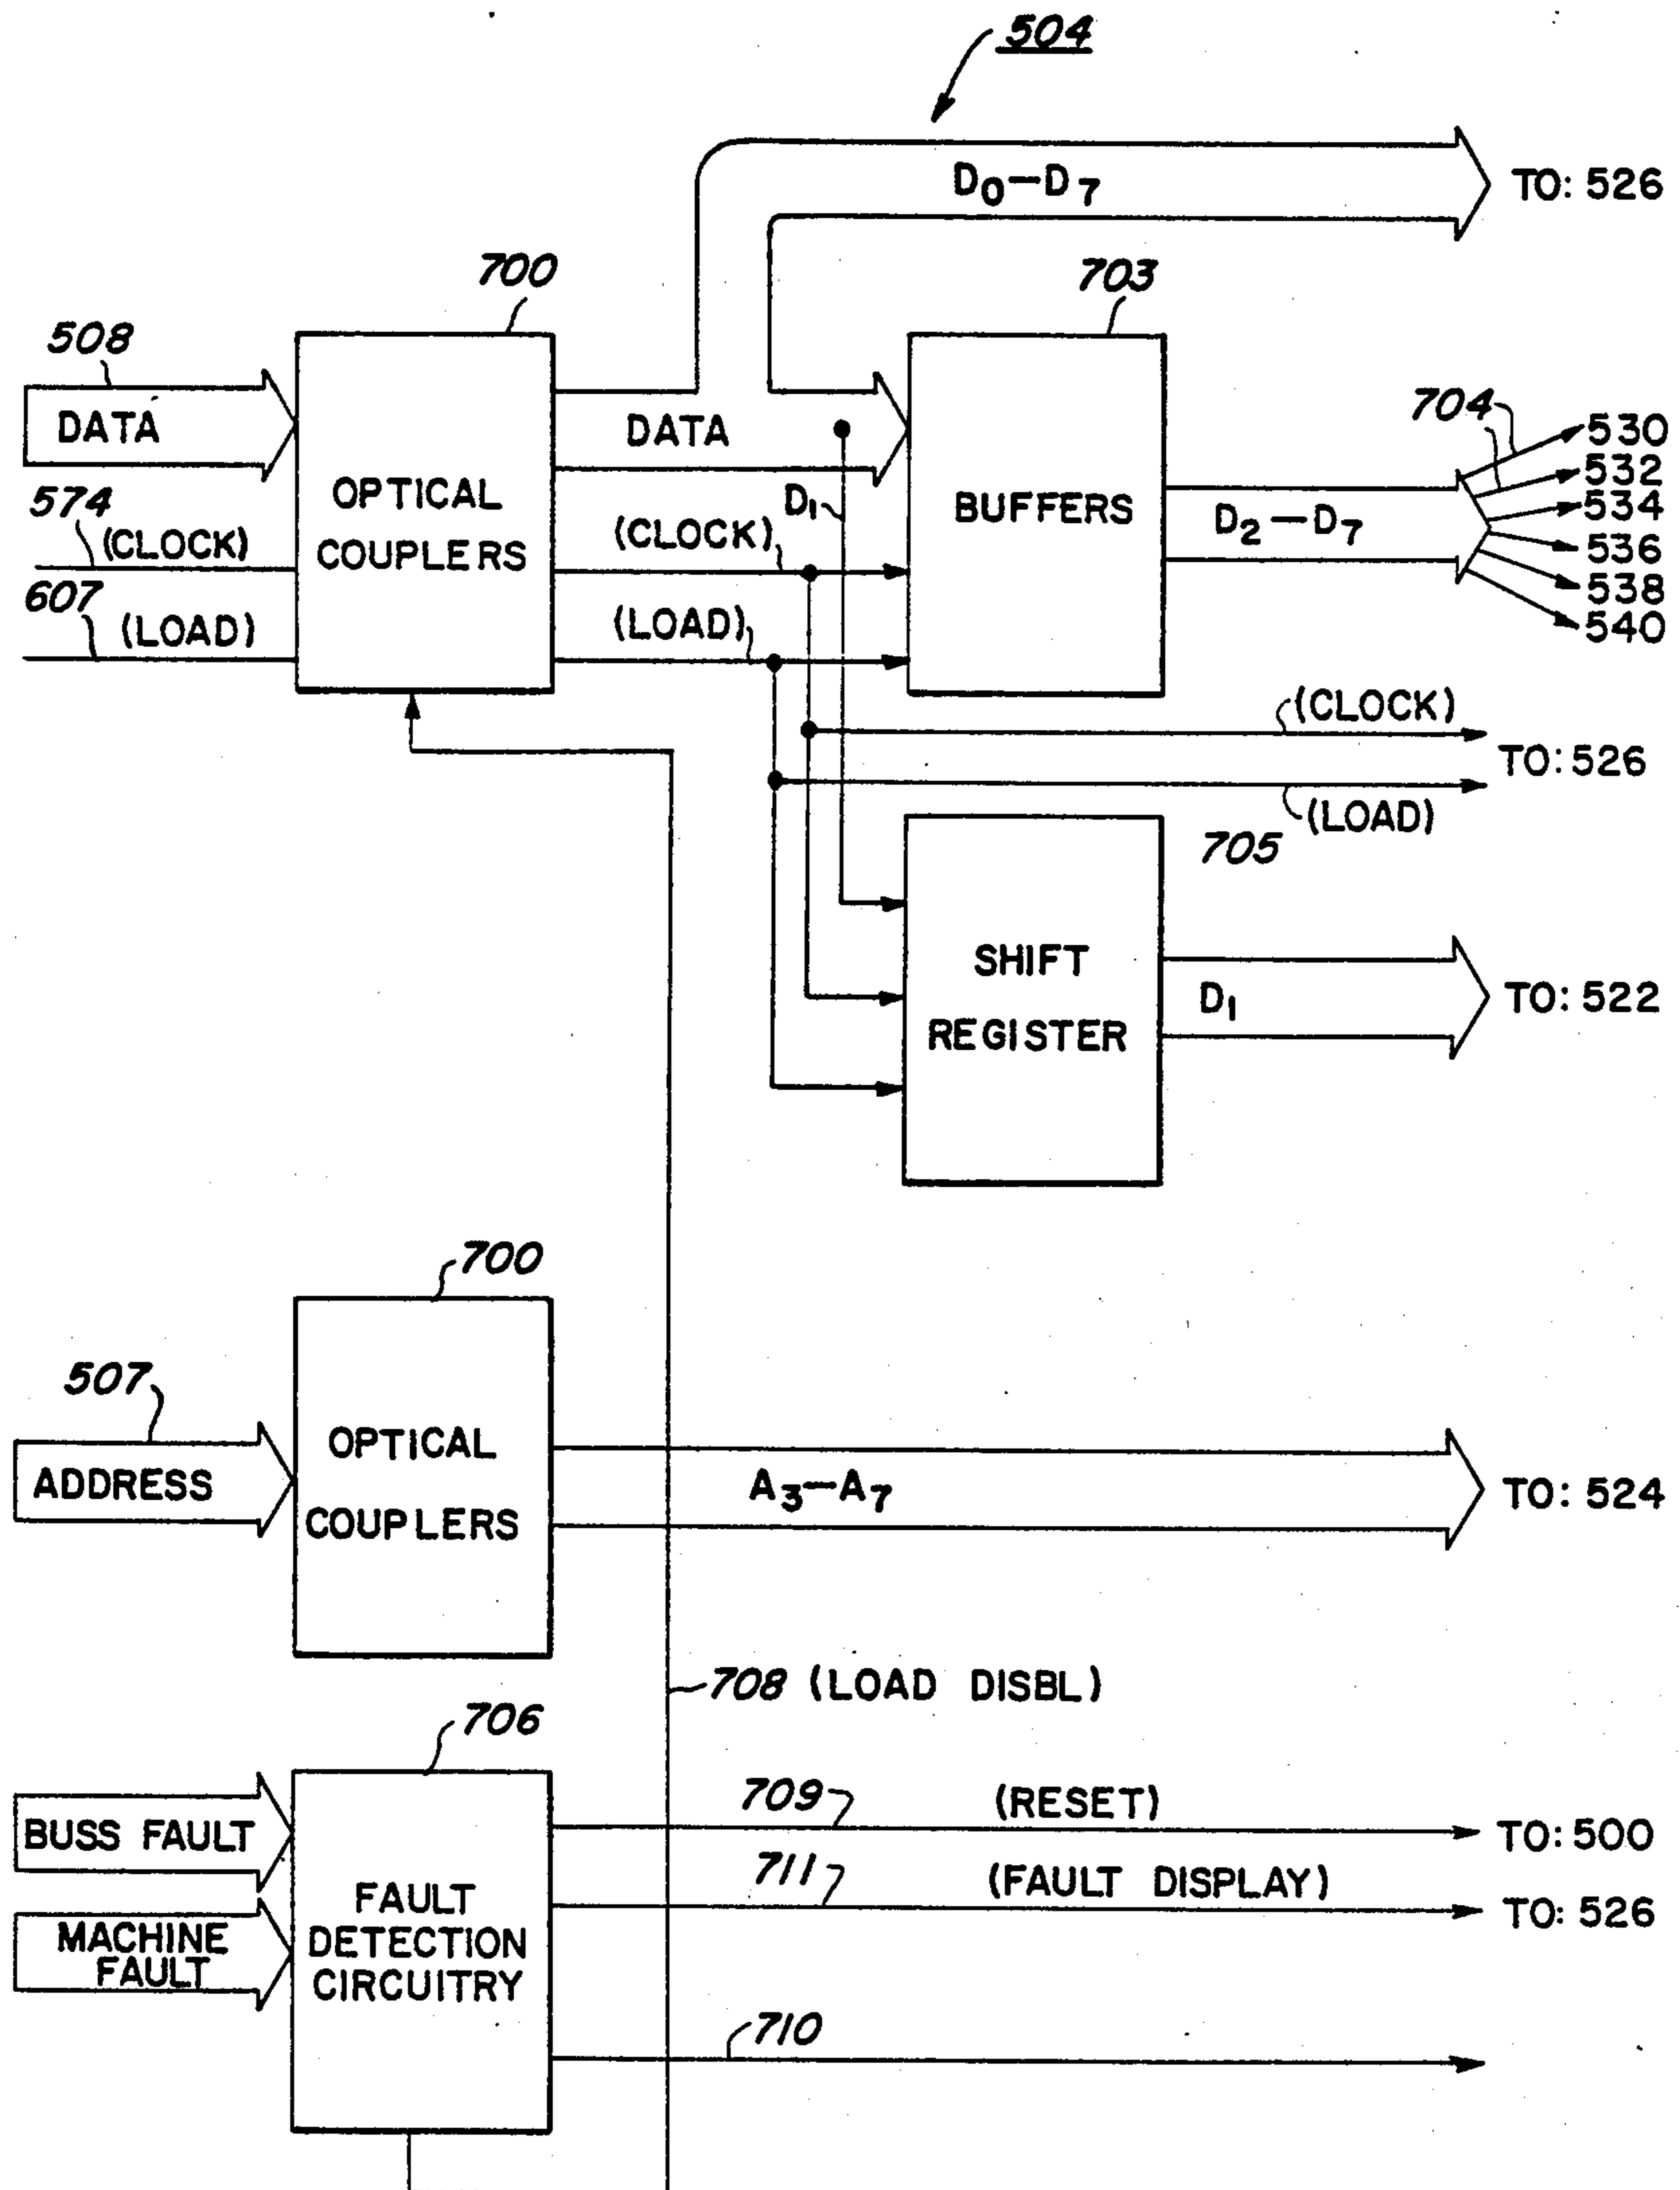 504
D0—D7
TO: 526
700
703
508
DATA
DATA
704
530
532
534
536
538
540
OPTICAL
COUPLERS
BUFFERS
D2—D7
D1
574
(CLOCK)
(CLOCK)
607
(LOAD)
(LOAD)
(CLOCK)
TO: 526
(LOAD)
705
SHIFT
REGISTER
D1
TO: 522
700
507
ADDRESS
OPTICAL
COUPLERS
A3—A7
TO: 524
708 (LOAD DISBL)
706
BUSS FAULT
709
(RESET)
TO: 500
711
(FAULT DISPLAY)
TO: 526
MACHINE
FAULT
FAULT
DETECTION
CIRCUITRY
710